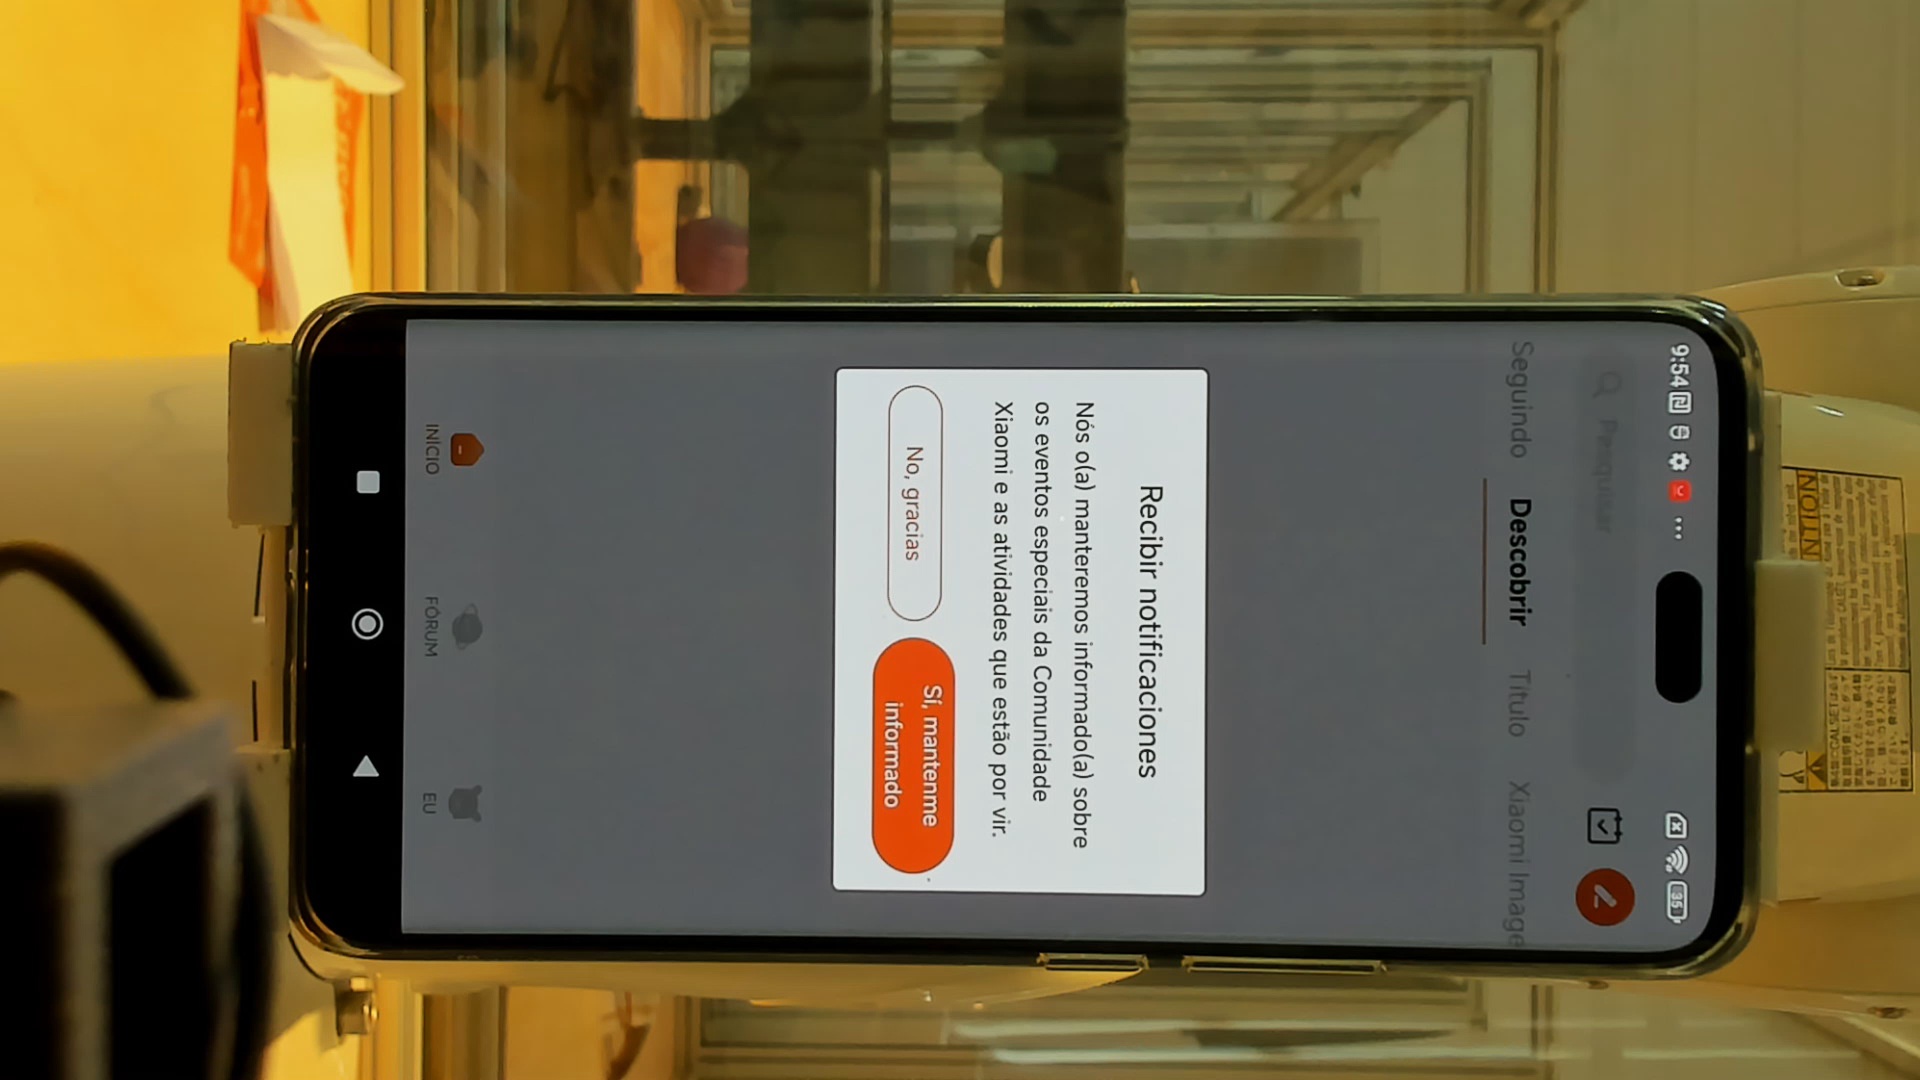 9:54
35
Pesquisar
Seguindo Descobrir Título Xiaomi Image
Recibir notificaciones
Nós o(a) manteremos informado(a) sobre
os eventos especiais da Comunidade
Xiaomi e as atividades que estão por vir.
No, gracias
Sí, mantenme
informado
INÍCIO
FÓRUM
EU